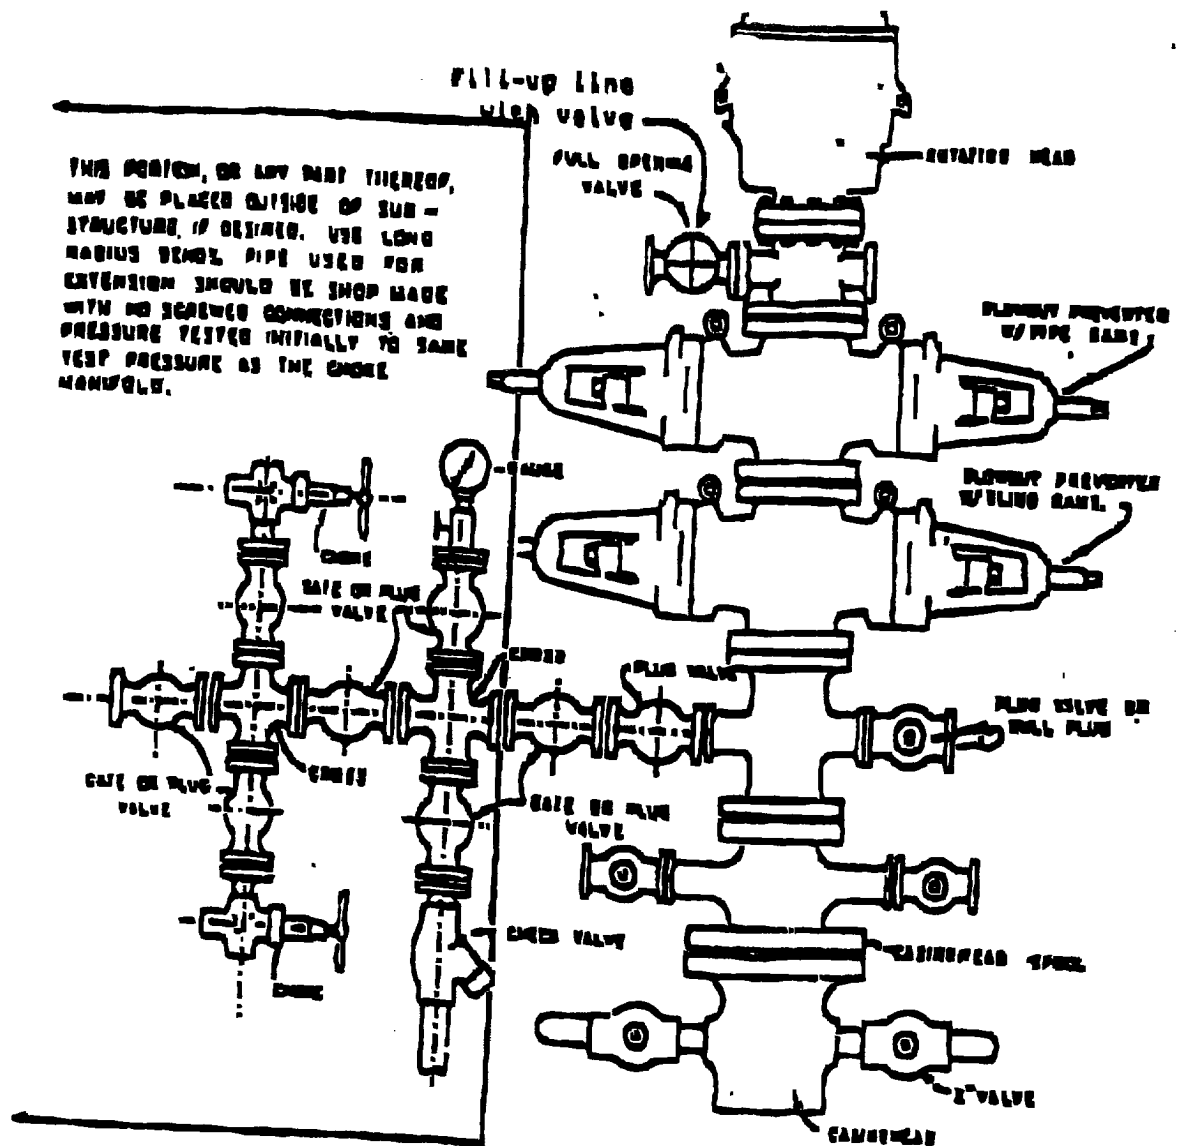 Fill-up line
with valve
FULL OPENING
VALVE
ROTATING HEAD
THIS PORTION, OR ANY PART THEREOF,
MAY BE PLACED OUTSIDE OF SUB-
STRUCTURE, IF DESIRED. USE LONG
RADIUS BENDS. PIPE USED FOR
EXTENSION SHOULD BE SHOP MADE
WITH NO SCREWED CONNECTIONS AND
PRESSURE TESTED INITIALLY TO SAME
TEST PRESSURE AS THE CHOKE
MANIFOLD.
BLOWOUT PREVENTER
W/PIPE RAMS.
GAUGE
BLOWOUT PREVENTER
W/BLIND RAMS.
CHOKE
GATE OR PLUG
VALVE
CROSS
PLUG VALVE
PLUG VALVE OR
BULL PLUG
GATE OR PLUG
VALVE
CROSS
GATE OR PLUG
VALVE
CHECK VALVE
CASINGHEAD SPOOL
CHOKE
2" VALVE
CASINGHEAD